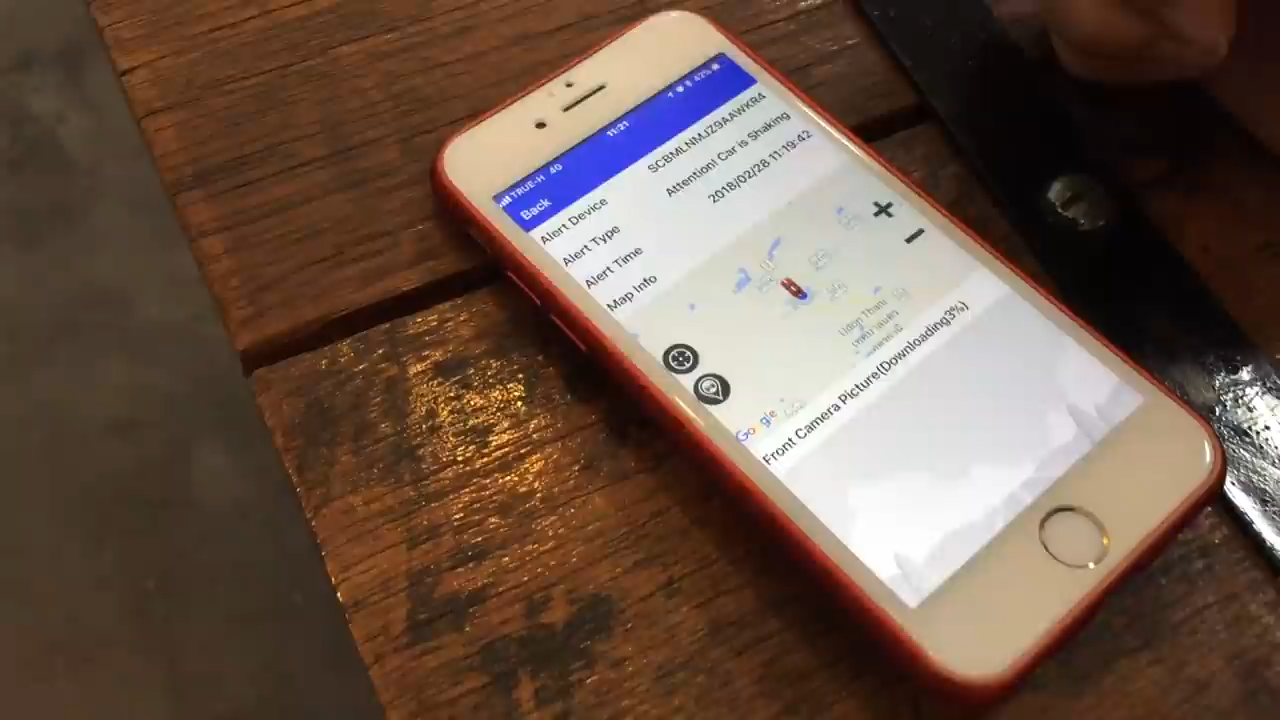 TRUE-H 4G 11:21 42%
Back
Alert Device SCBMLNMJZ9AAWKR4
Alert Type Attention! Car is Shaking
Alert Time 2018/02/28 11:19:42
Map Info
Udon Thani
Google
Front Camera Picture(Downloading3%)